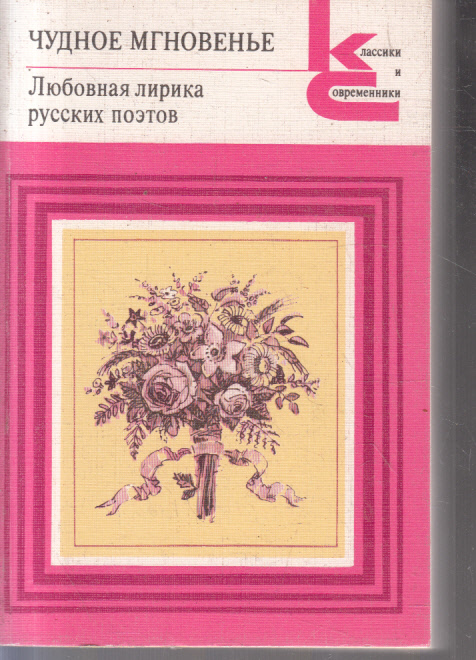 ЧУДНОЕ МГНОВЕНЬЕ
Любовная лирика
русских поэтов
Классики
и
Современники